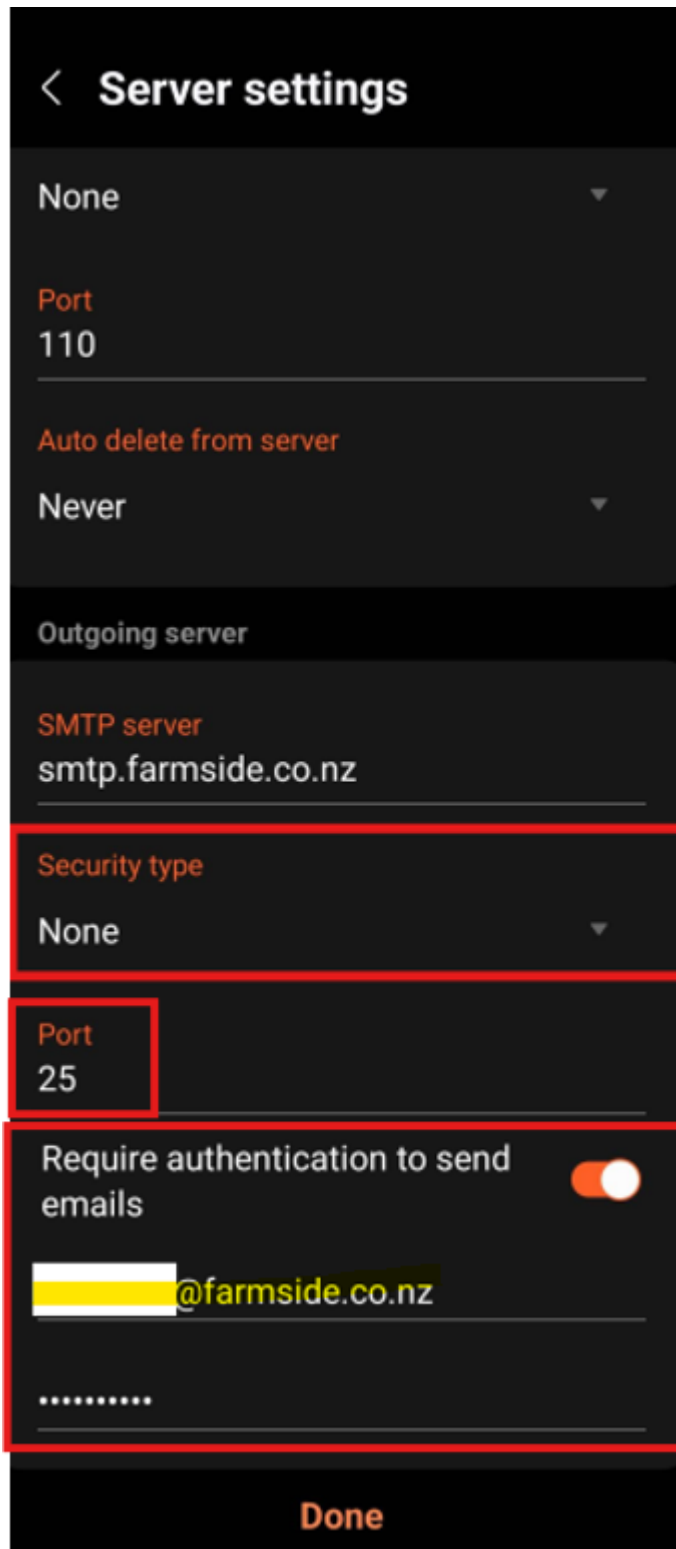 Server settings
None
Port
110
Auto delete from server
Never
Outgoing server
SMTP server
smtp.farmside.co.nz
Security type
None
Port
25
Require authentication to send
emails
@farmside.co.nz
••••••••••
Done